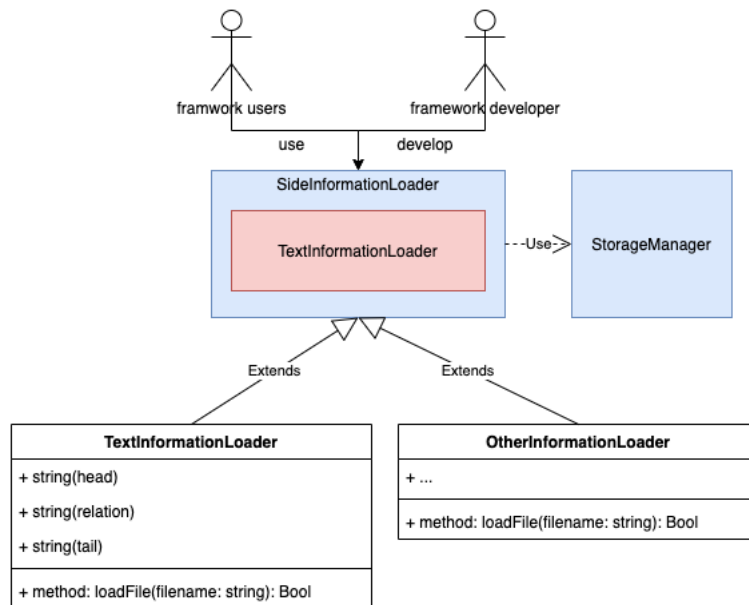 framwork users
framework developer
use
develop
SideInformationLoader
TextInformationLoader
Use
StorageManager
Extends
Extends
TextInformationLoader
+ string(head)
+ string(relation)
+ string(tail)
+ method: loadFile(filename: string): Bool
OtherInformationLoader
+ ...
+ method: loadFile(filename: string): Bool